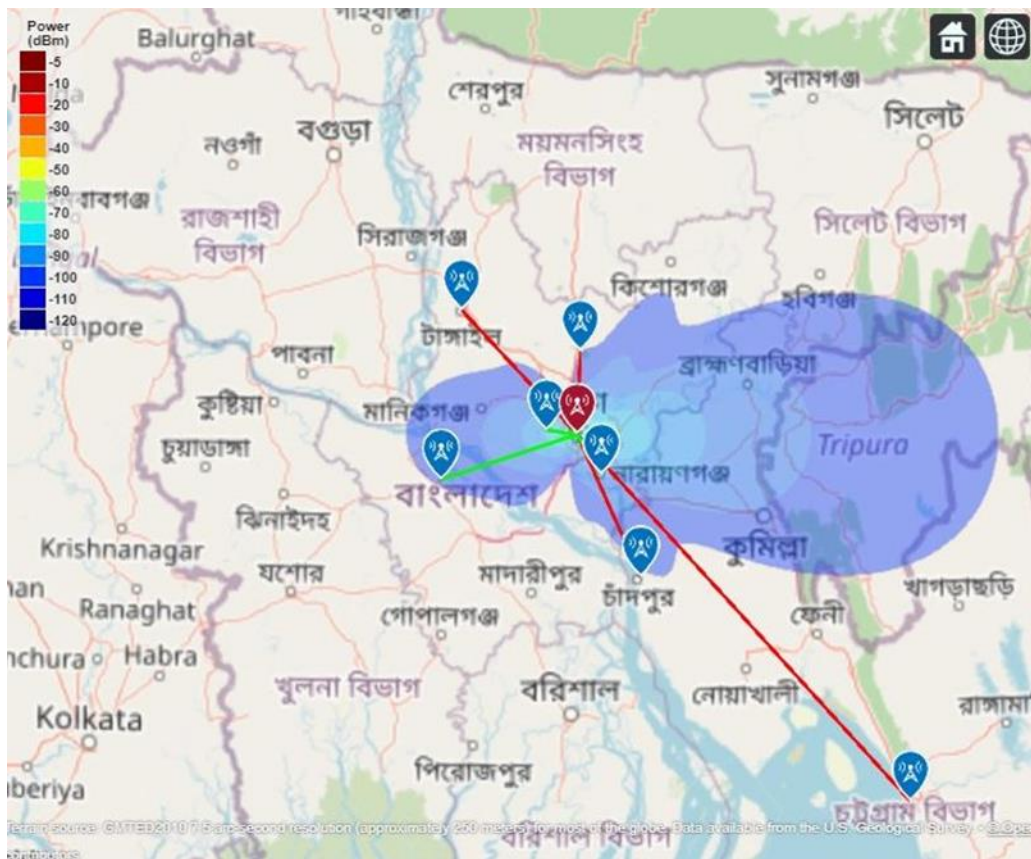 Power
(dBm)
-5
-10
-20
-30
-40
-50
-60
-70
-80
-90
-100
-110
-120
Balurghat
শেরপুর
সুনামগঞ্জ
সিলেট
বগুড়া
নওগাঁ
ময়মনসিংহ
বিভাগ
রাজশাহী
বিভাগ
সিরাজগঞ্জ
সিলেট বিভাগ
কিশোরগঞ্জ
হবিগঞ্জ
টাঙ্গাইল
পাবনা
ব্রাহ্মণবাড়িয়া
কুষ্টিয়া
মানিকগঞ্জ
চুয়াডাঙ্গা
Tripura
নারায়ণগঞ্জ
বাংলাদেশ
ঝিনাইদহ
কুমিল্লা
Krishnanagar
যশোর
মাদারীপুর
চাঁদপুর
Ranaghat
গোপালগঞ্জ
ফেনী
খাগড়াছড়ি
Habra
খুলনা বিভাগ
বরিশাল
নোয়াখালী
Kolkata
পিরোজপুর
চট্টগ্রাম বিভাগ
বরিশাল বিভাগ